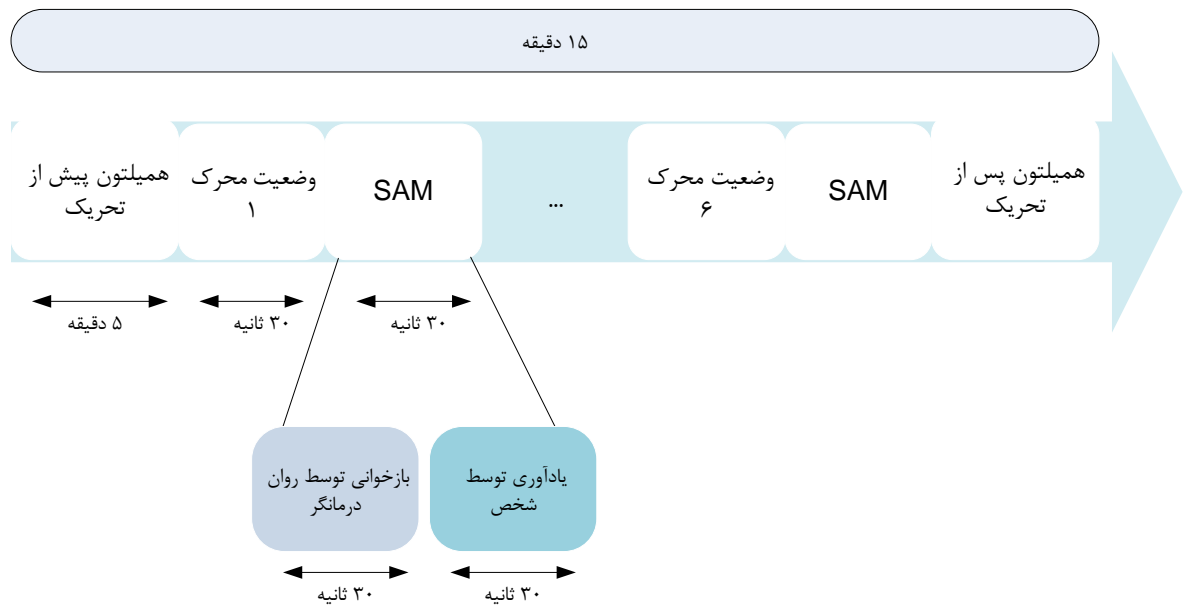 ۱۵ دقیقه
همیلتون پیش از
تحریک
وضعیت محرک
۱
SAM
...
وضعیت محرک
۶
SAM
همیلتون پس از
تحریک
۵ دقیقه
۳۰ ثانیه
۳۰ ثانیه
بازخوانی توسط روان
درمانگر
یادآوری توسط
شخص
۳۰ ثانیه
۳۰ ثانیه